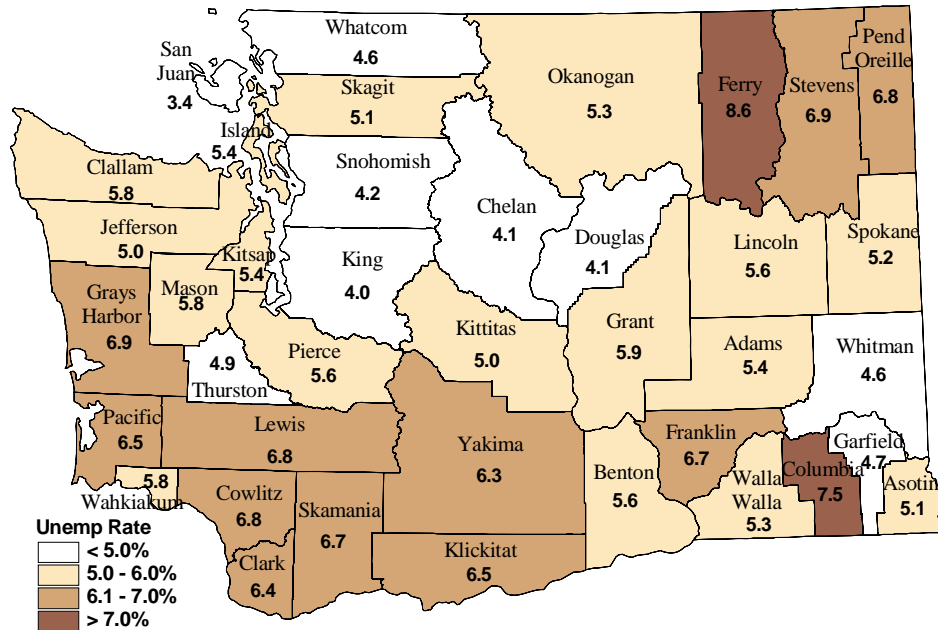 Whatcom
4.6
San
Juan
3.4
Skagit
5.1
Island
5.4
Okanogan
5.3
Ferry
8.6
Stevens
6.9
Pend
Oreille
6.8
Clallam
5.8
Snohomish
4.2
Chelan
4.1
Douglas
4.1
Jefferson
5.0
Kitsap
5.4
King
4.0
Lincoln
5.6
Spokane
5.2
Grays
Harbor
6.9
Mason
5.8
Kittitas
5.0
Grant
5.9
Pierce
5.6
4.9
Thurston
Adams
5.4
Whitman
4.6
Pacific
6.5
Lewis
6.8
Yakima
6.3
Franklin
6.7
Garfield
4.7
Benton
5.6
Walla
Walla
5.3
Columbia
7.5
Asotin
5.1
5.8
Wahkiakum
Cowlitz
6.8
Skamania
6.7
Clark
6.4
Klickitat
6.5
Unemp Rate
< 5.0%
5.0 - 6.0%
6.1 - 7.0%
> 7.0%